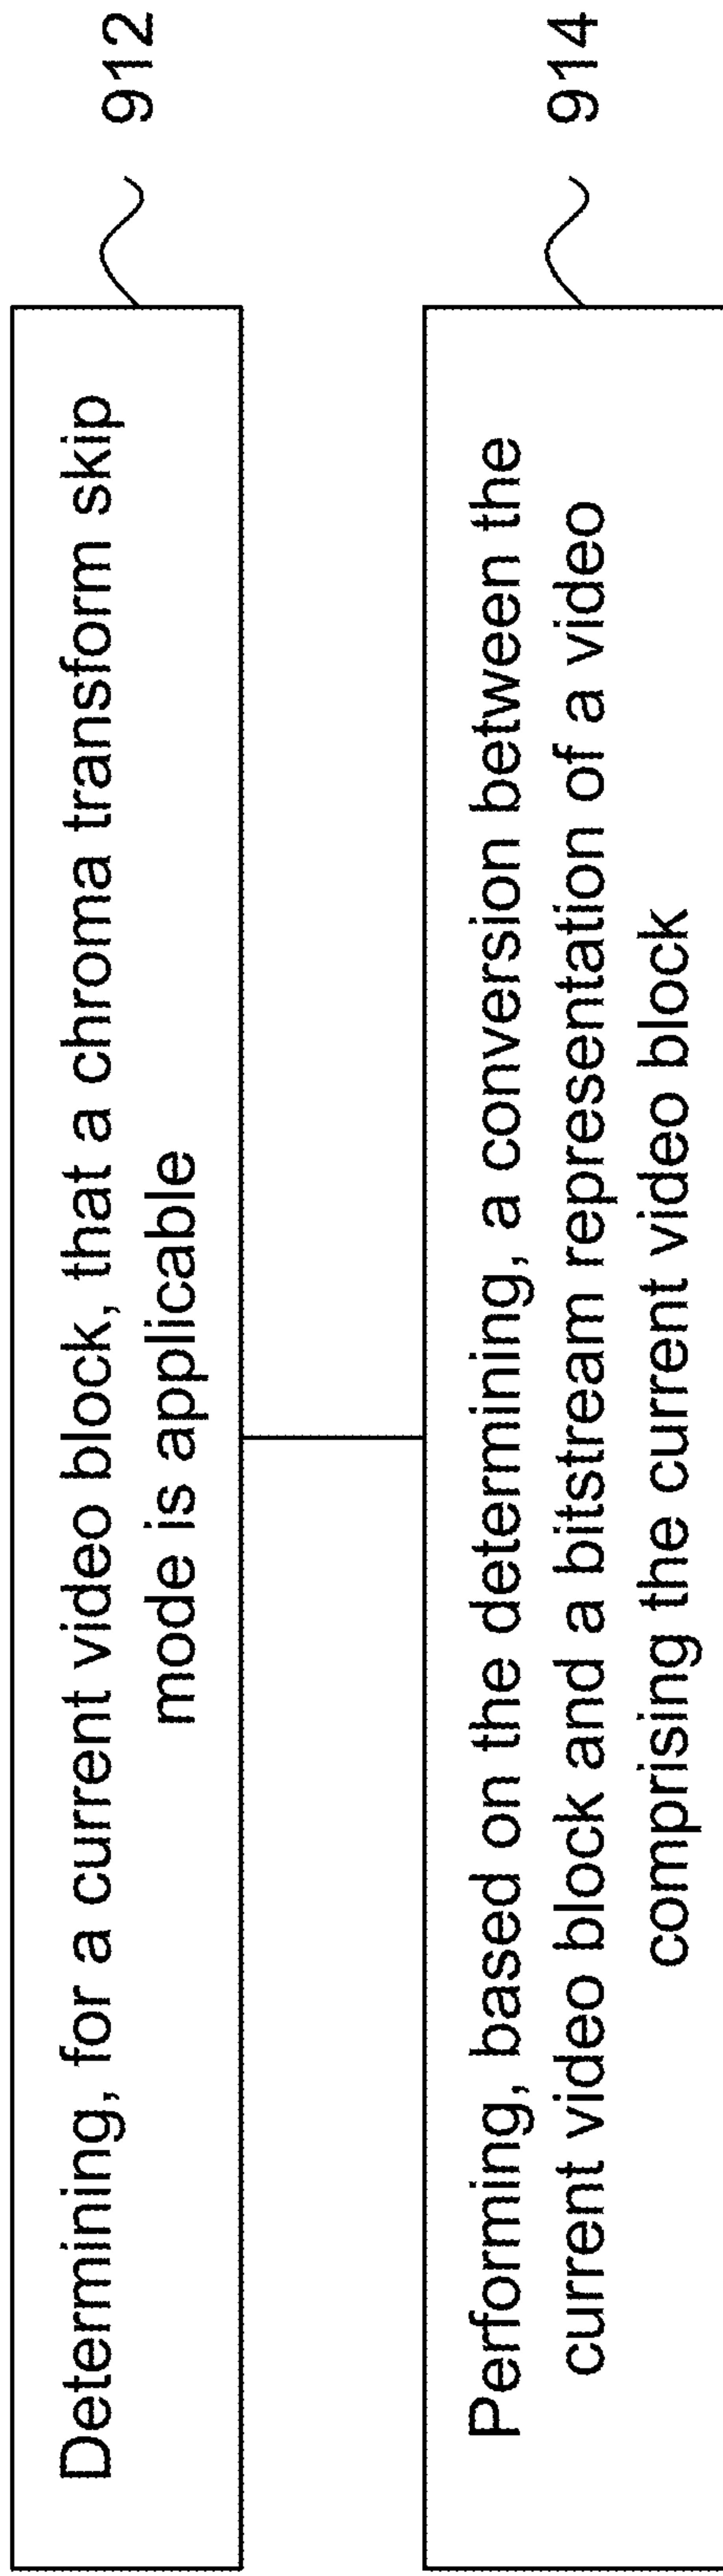 Determining, for a current video block, that a chroma transform skip
mode is applicable
912
Performing, based on the determining, a conversion between the
current video block and a bitstream representation of a video
comprising the current video block
914